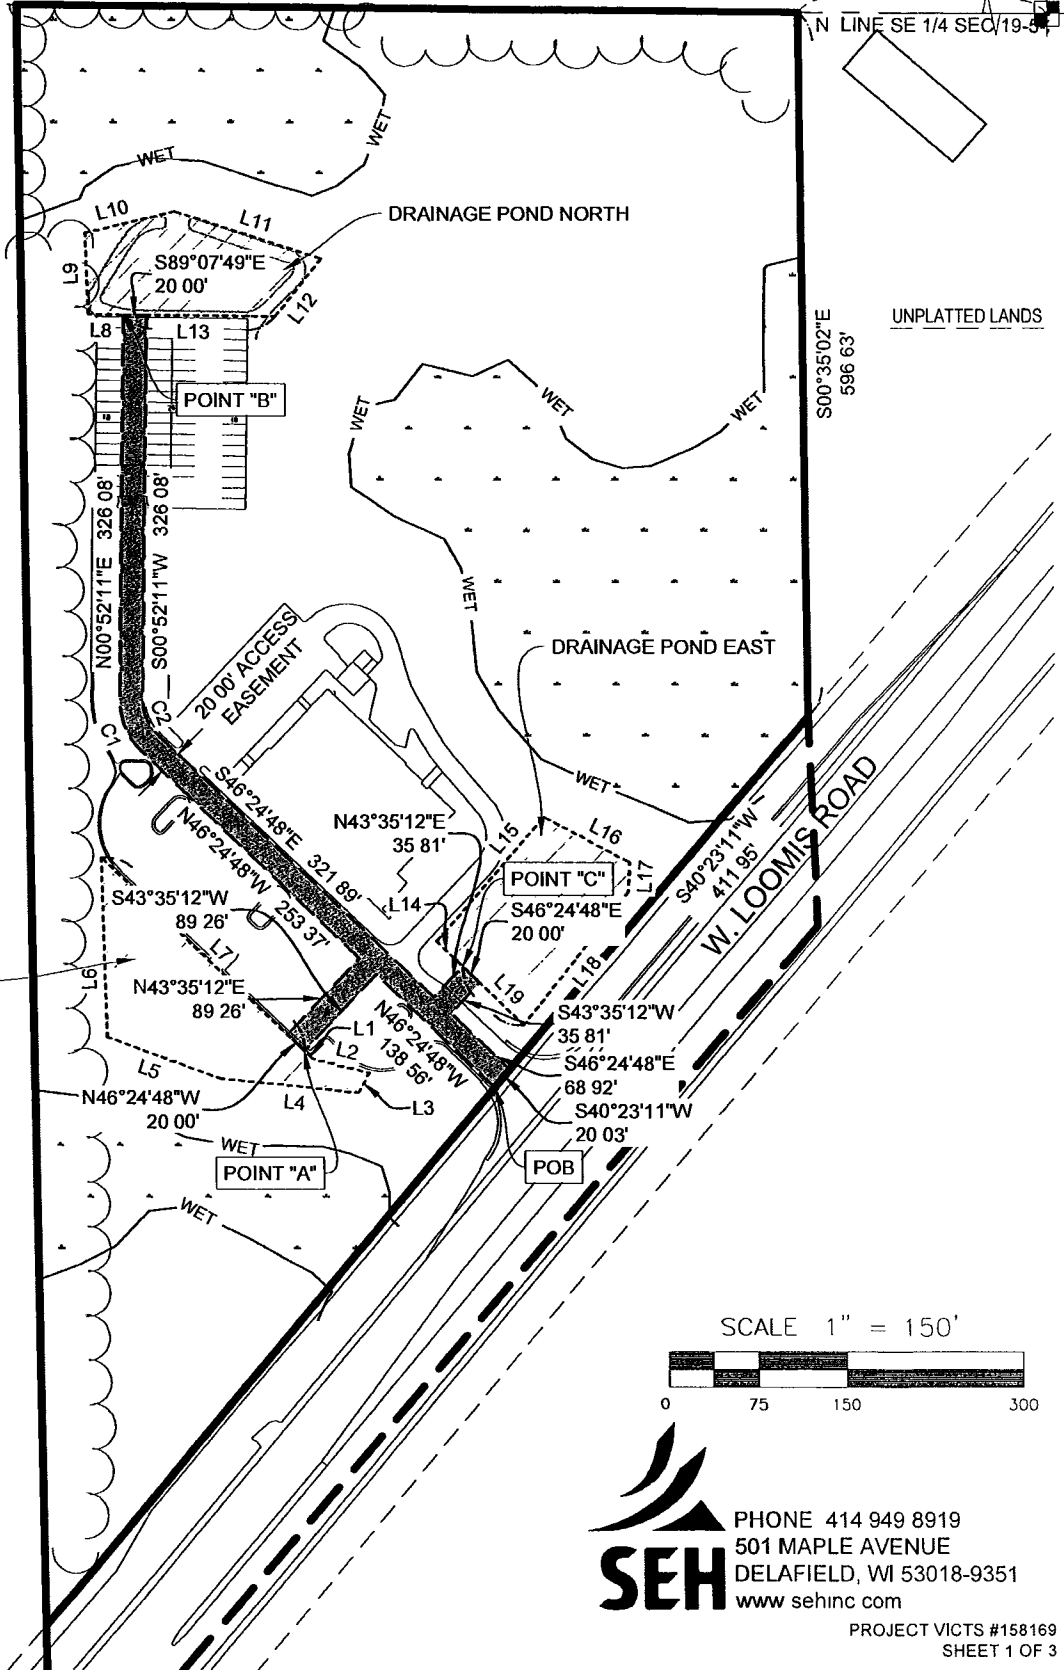 N LINE SE 1/4 SEC 19-5
WET
WET
L10
L11
DRAINAGE POND NORTH
L9
S89°07'49"E
20 00'
L12
L8
L13
UNPLATTED LANDS
S00°35'02"E
596 63'
POINT "B"
WET
WET
WET
N00°52'11"E 326 08'
S00°52'11"W 326 08'
WET
20 00' ACCESS
EASEMENT
DRAINAGE POND EAST
C2
C1
WET
S46°24'48"E 321 89'
N46°24'48"W 253 37'
N43°35'12"E
35 81'
L15
L16
L17
S40°23'11"W
411 95'
W. LOOMIS ROAD
POINT "C"
S43°35'12"W
89 26'
L14
S46°24'48"E
20 00'
L7
L6
L18
L19
N43°35'12"E
89 26'
S43°35'12"W
35 81'
L1
L2
N46°24'48"W
138 56'
S46°24'48"E
68 92'
L5
N46°24'48"W
20 00'
L4
L3
S40°23'11"W
20 03'
WET
POINT "A"
POB
WET
SCALE 1" = 150'
0 75 150 300
PHONE 414 949 8919
501 MAPLE AVENUE
DELAFIELD, WI 53018-9351
SEH
www sehinc com
PROJECT VICTS #158169
SHEET 1 OF 3